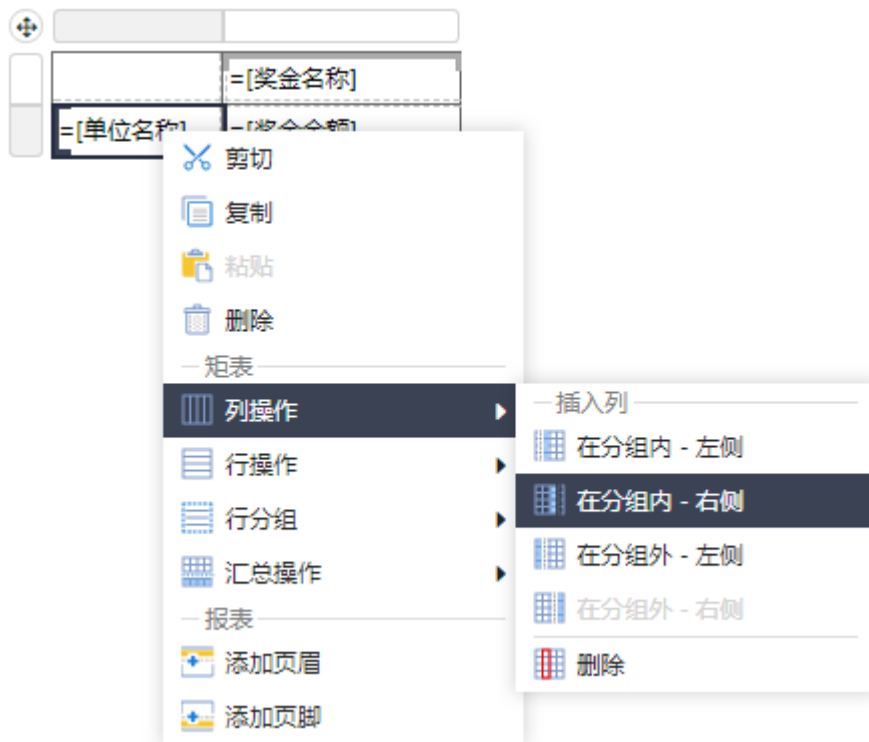 =[奖金名称]
=[单位名称]
=[奖金金额]
剪切
复制
粘贴
删除
矩表
列操作
行操作
行分组
汇总操作
报表
添加页眉
添加页脚
插入列
在分组内 - 左侧
在分组内 - 右侧
在分组外 - 左侧
在分组外 - 右侧
删除